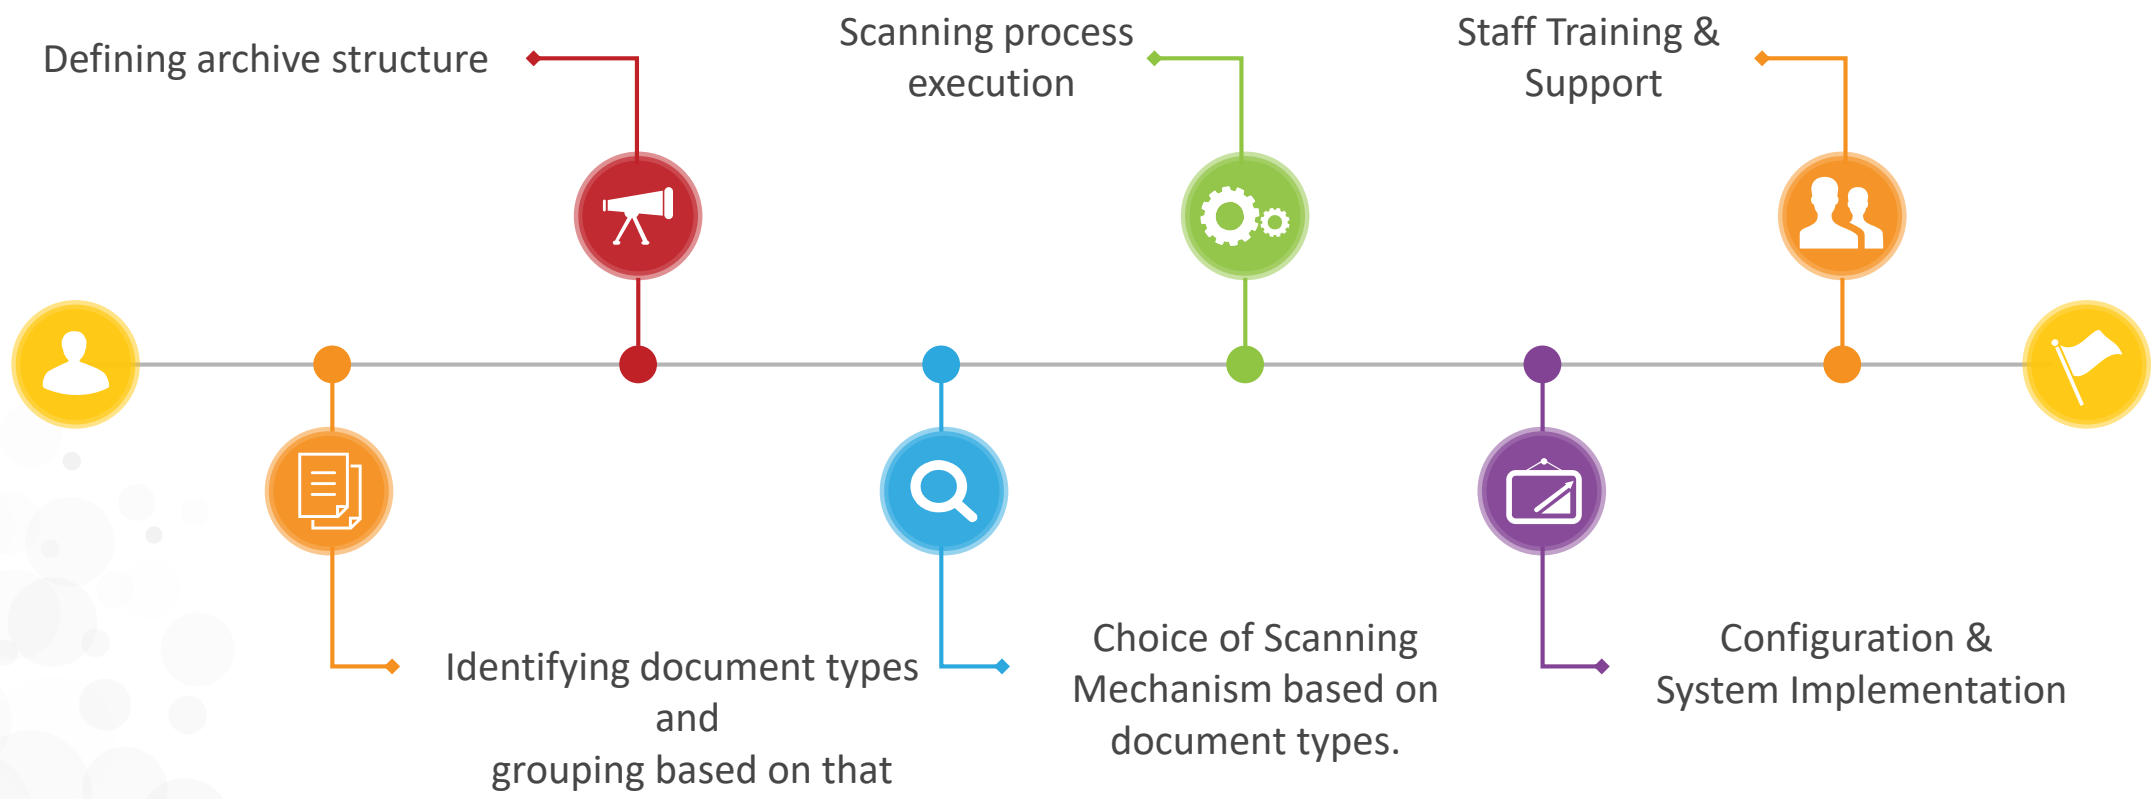 Defining archive structure
Scanning process
execution
Staff Training &
Support
Identifying document types
and
grouping based on that
Choice of Scanning
Mechanism based on
document types.
Configuration &
System Implementation